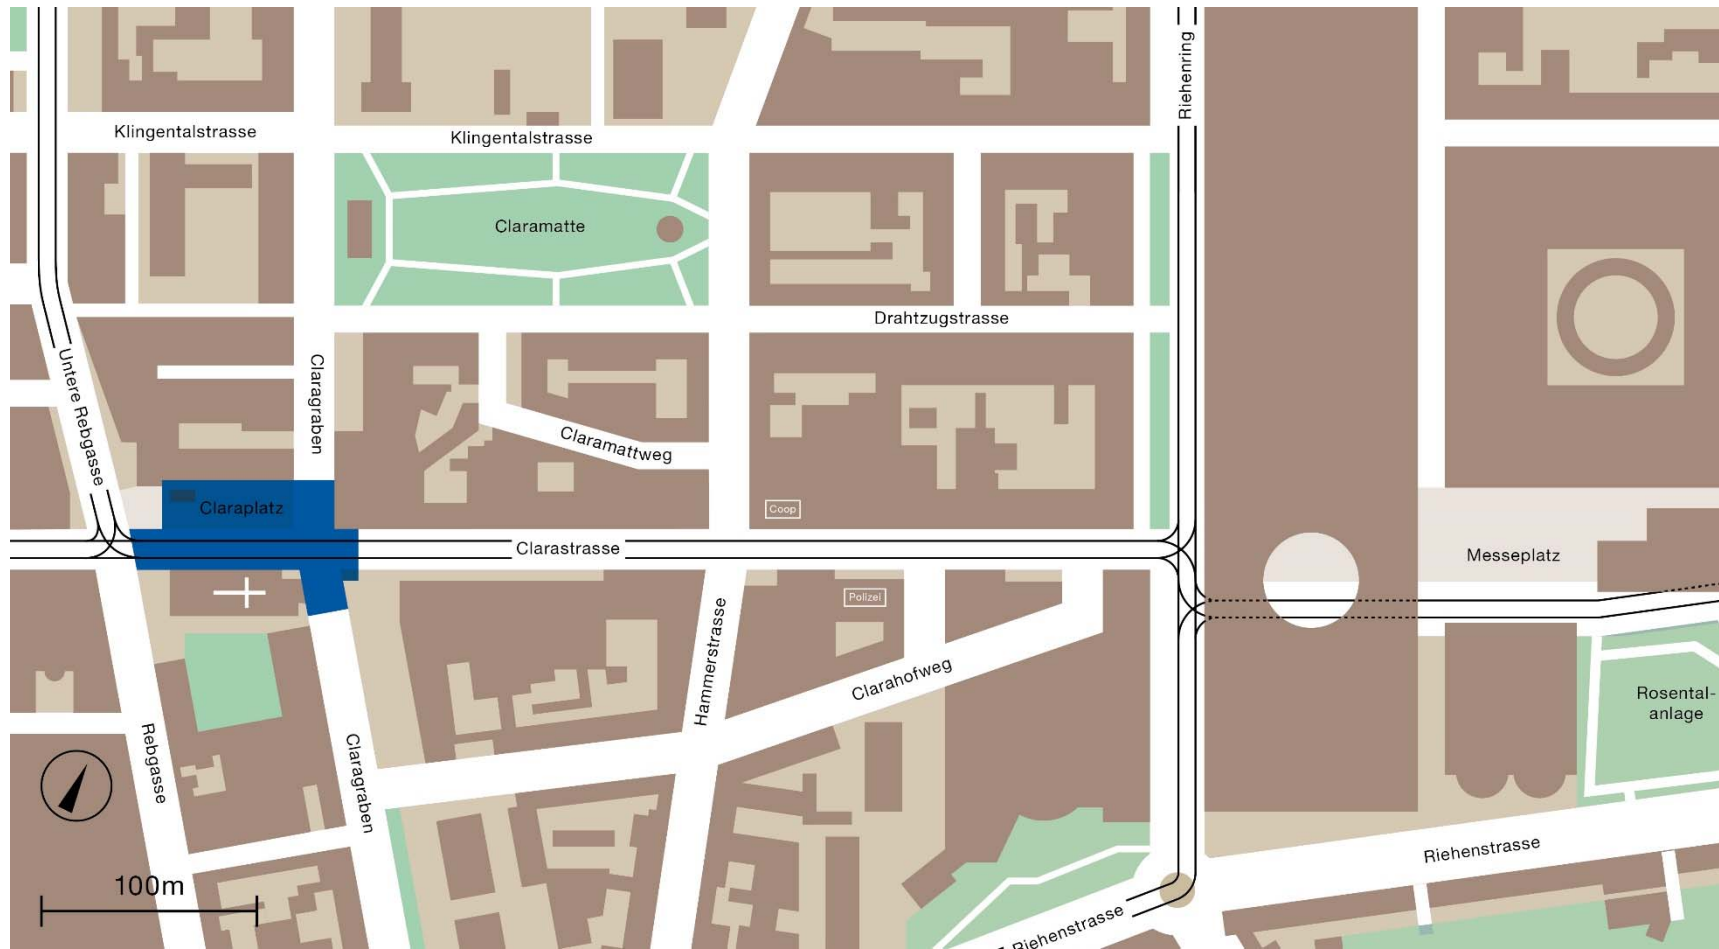 Riehenring
Klingentalstrasse
Klingentalstrasse
Claramatte
Drahtzugstrasse
Untere Rebgasse
Claragraben
Claramattweg
Claraplatz
Coop
Clarastrasse
Messeplatz
Polizei
Hammerstrasse
Clarahofweg
Rosental-
anlage
Rebgasse
Claragraben
Riehenstrasse
100m
Riehenstrasse